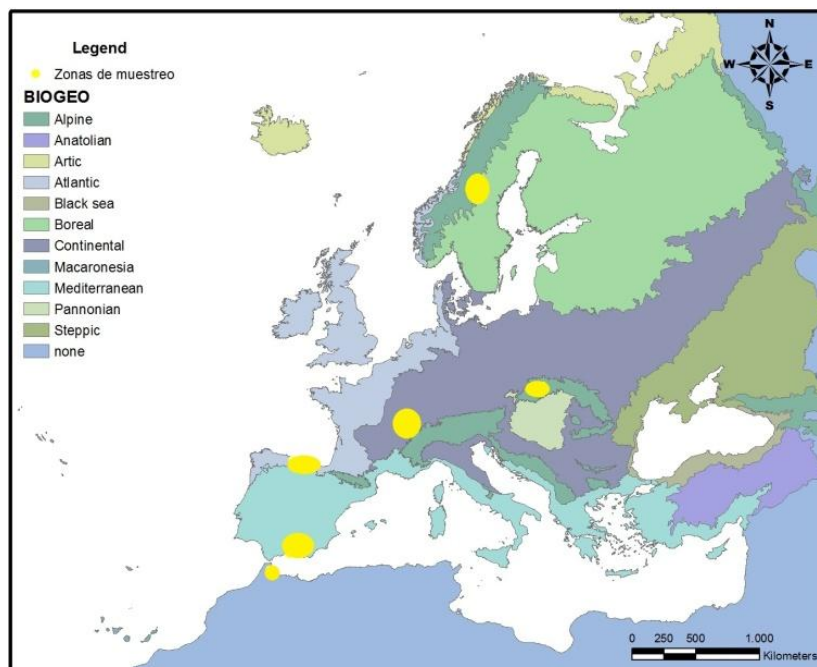 Legend
Zonas de muestreo
BIOGEO
Alpine
Anatolian
Artic
Atlantic
Black sea
Boreal
Continental
Macaronesia
Mediterranean
Pannonian
Steppic
none
N
W E
S
0 250 500 1.000
Kilometers